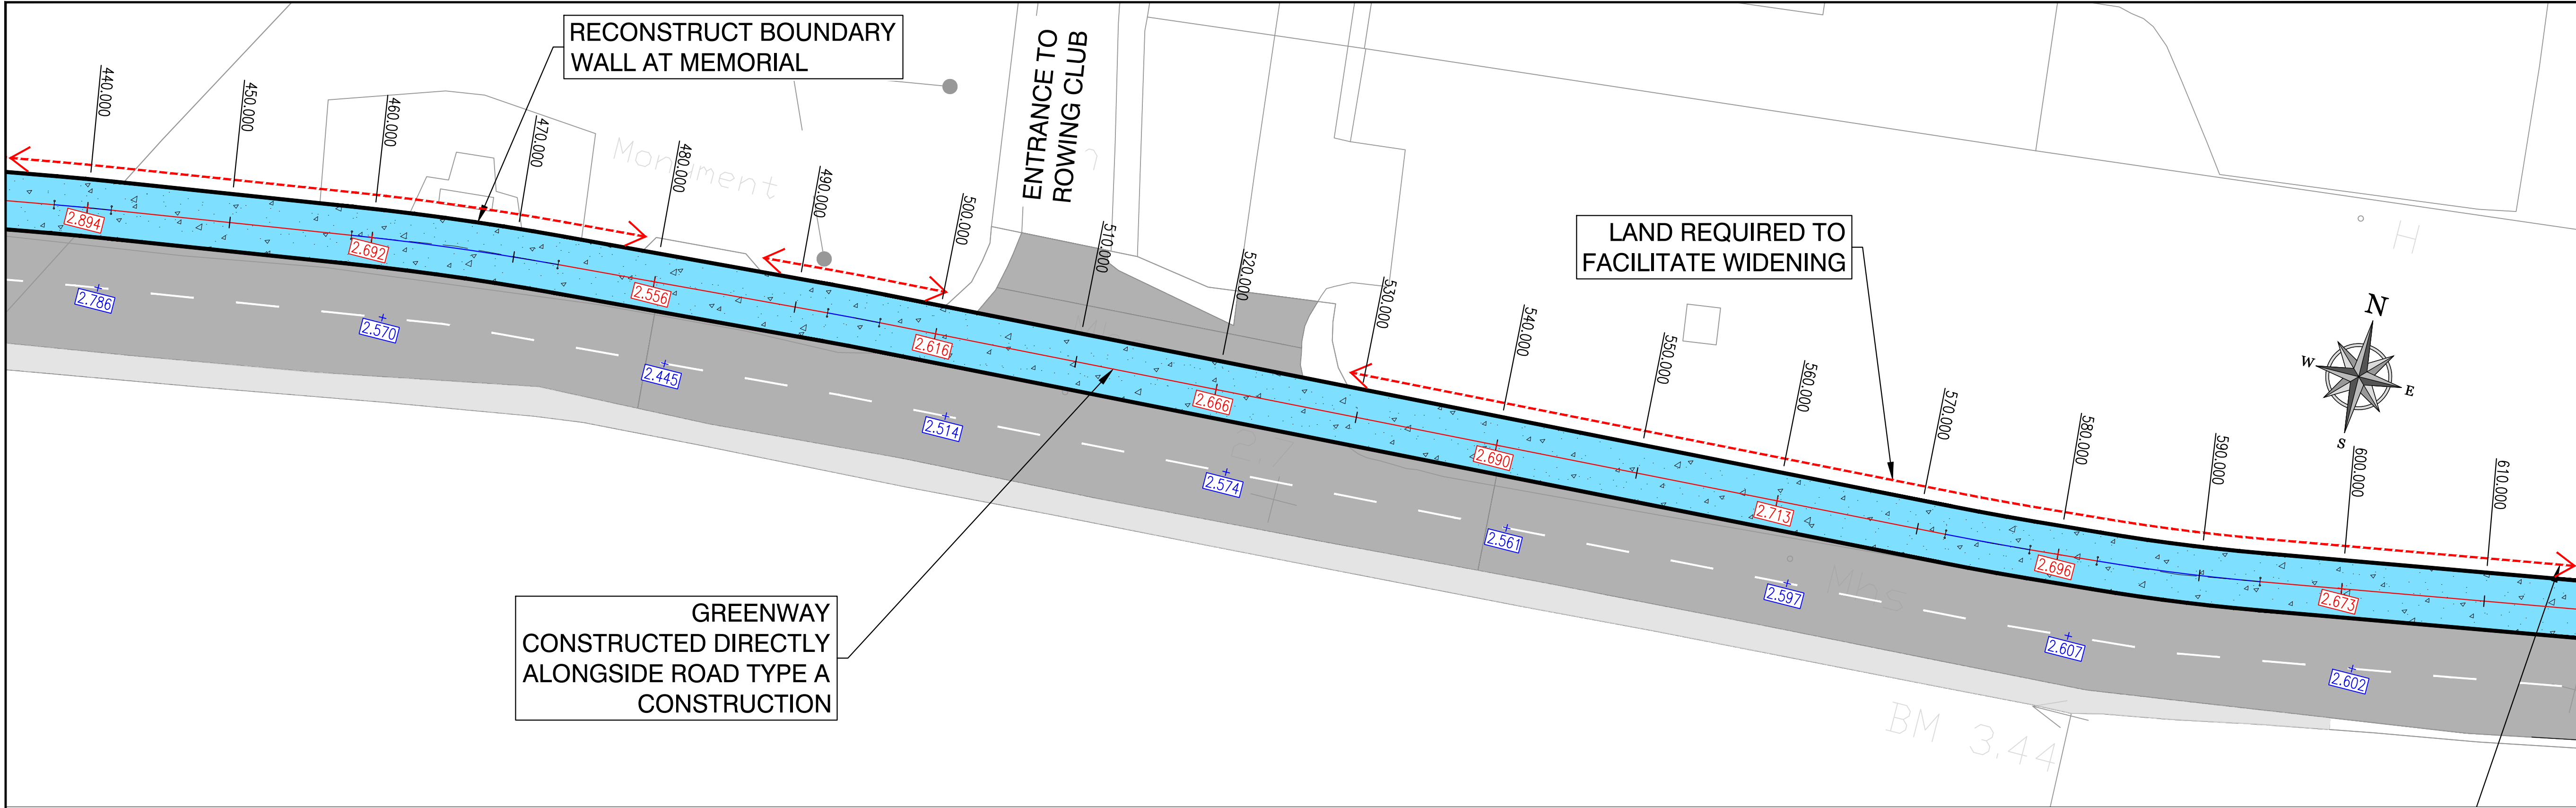 RECONSTRUCT BOUNDARY
WALL AT MEMORIAL
ENTRANCE TO
ROWING CLUB
440.000
450.000
460.000
470.000
480.000
490.000
500.000
510.000
520.000
530.000
540.000
550.000
560.000
570.000
580.000
590.000
600.000
610.000
Monument
LAND REQUIRED TO
FACILITATE WIDENING
H
N
W
E
S
2.894
2.692
2.556
2.616
2.666
2.690
2.713
2.696
2.673
2.786
2.570
2.445
2.514
2.574
2.561
2.597
2.607
2.602
GREENWAY
CONSTRUCTED DIRECTLY
ALONGSIDE ROAD TYPE A
CONSTRUCTION
BM 3.44